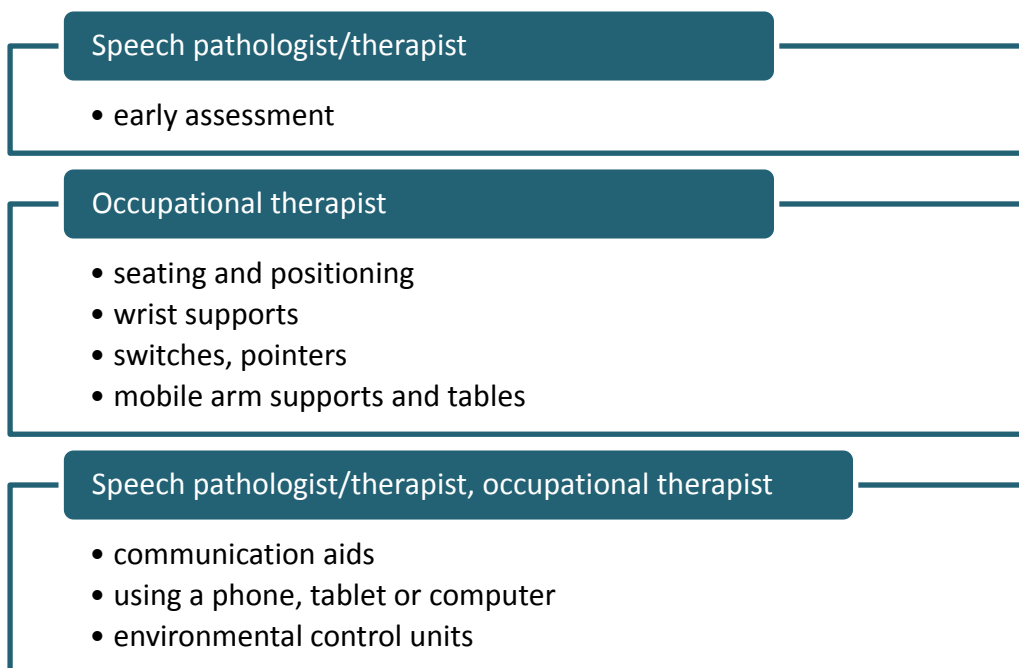 Speech pathologist/therapist
• early assessment
Occupational therapist
• seating and positioning
• wrist supports
• switches, pointers
• mobile arm supports and tables
Speech pathologist/therapist, occupational therapist
• communication aids
• using a phone, tablet or computer
• environmental control units